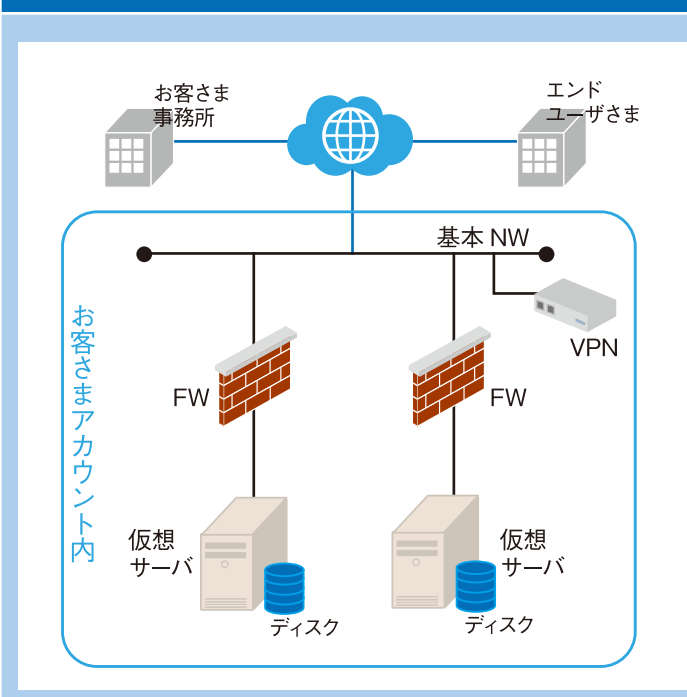 お客さま
事務所
エンド
ユーザさま
基本 NW
VPN
お客さまアカウント内
FW
FW
仮想
サーバ
ディスク
仮想
サーバ
ディスク